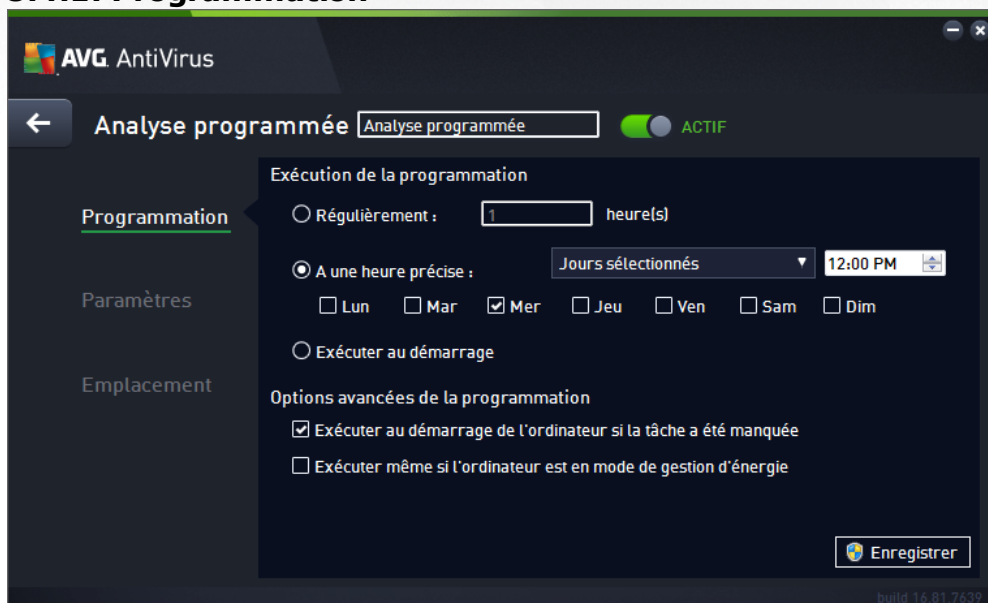 AVG. AntiVirus
Analyse programmée Analyse programmée ACTIF
Programmation
Paramètres
Emplacement
Exécution de la programmation
Régulièrement : 1 heure(s)
A une heure précise : Jours sélectionnés 12:00 PM
Lun Mar Mer Jeu Ven Sam Dim
Exécuter au démarrage
Options avancées de la programmation
Exécuter au démarrage de l'ordinateur si la tâche a été manquée
Exécuter même si l'ordinateur est en mode de gestion d'énergie
Enregistrer
build 16.81.7639